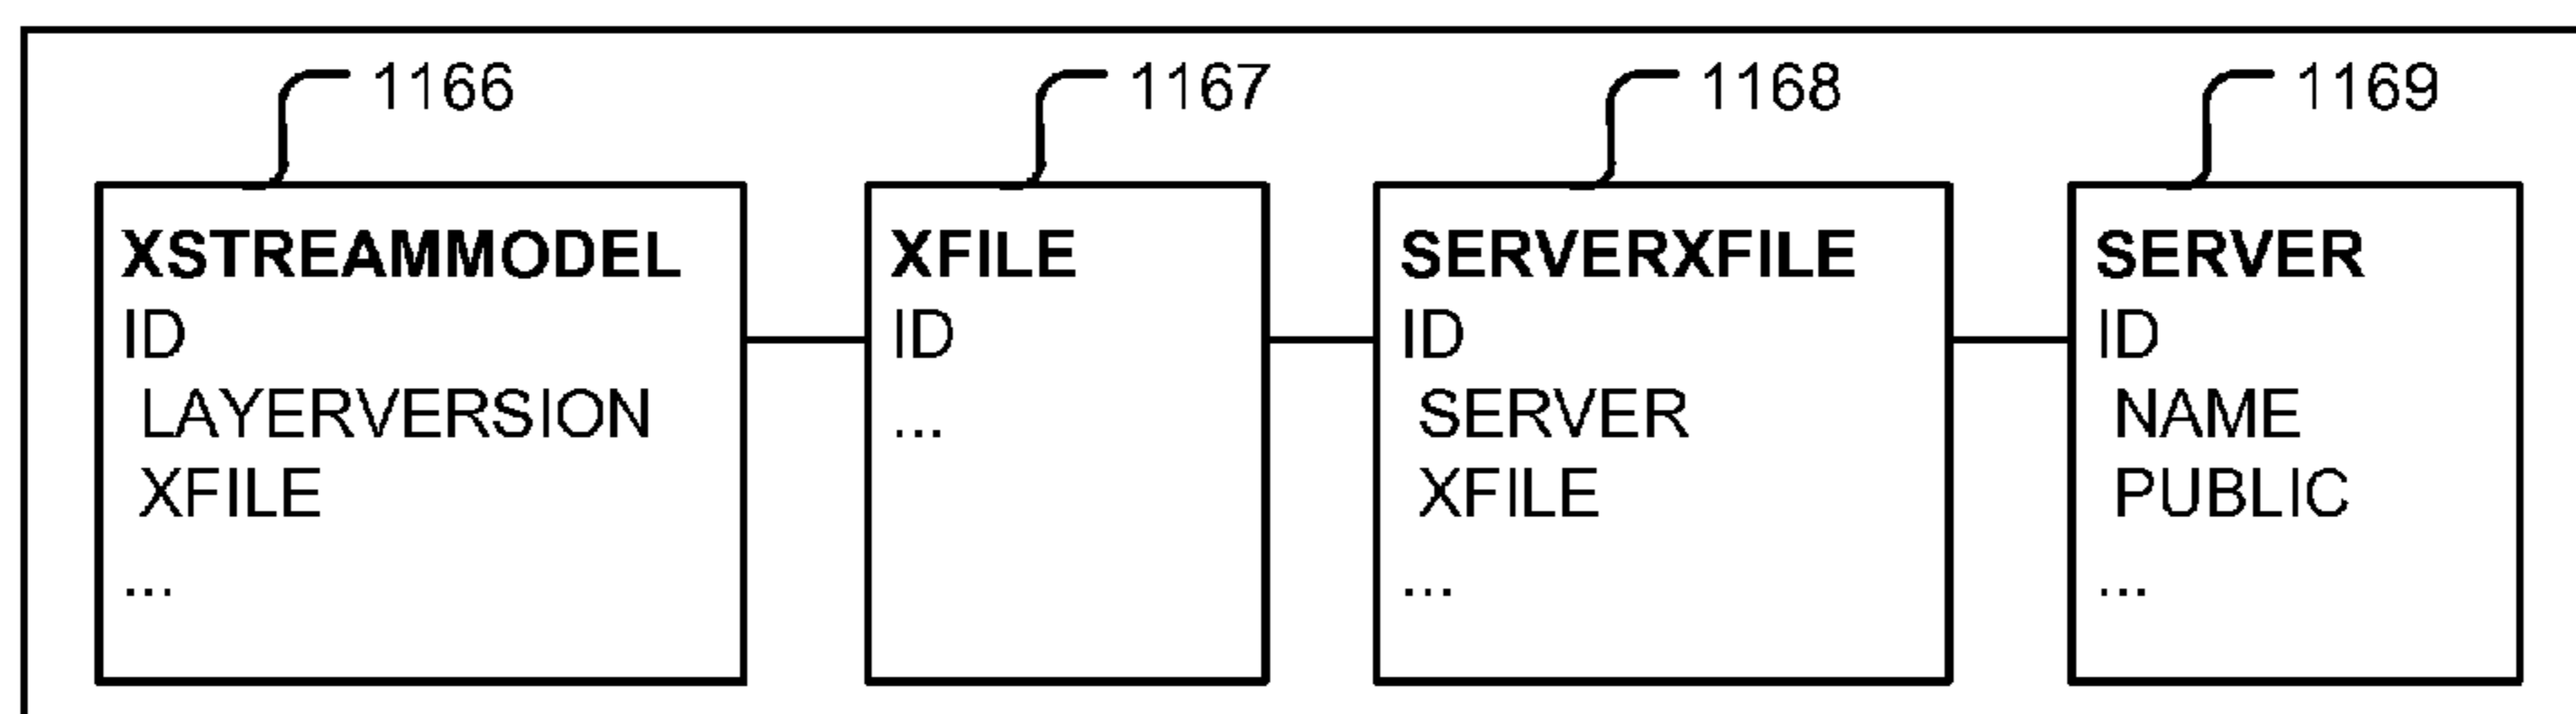 1166
1167
1168
1169
XSTREAMMODEL
ID
LAYERVERSION
XFILE
...
XFILE
ID
...
SERVERXFILE
ID
SERVER
XFILE
...
SERVER
ID
NAME
PUBLIC
...